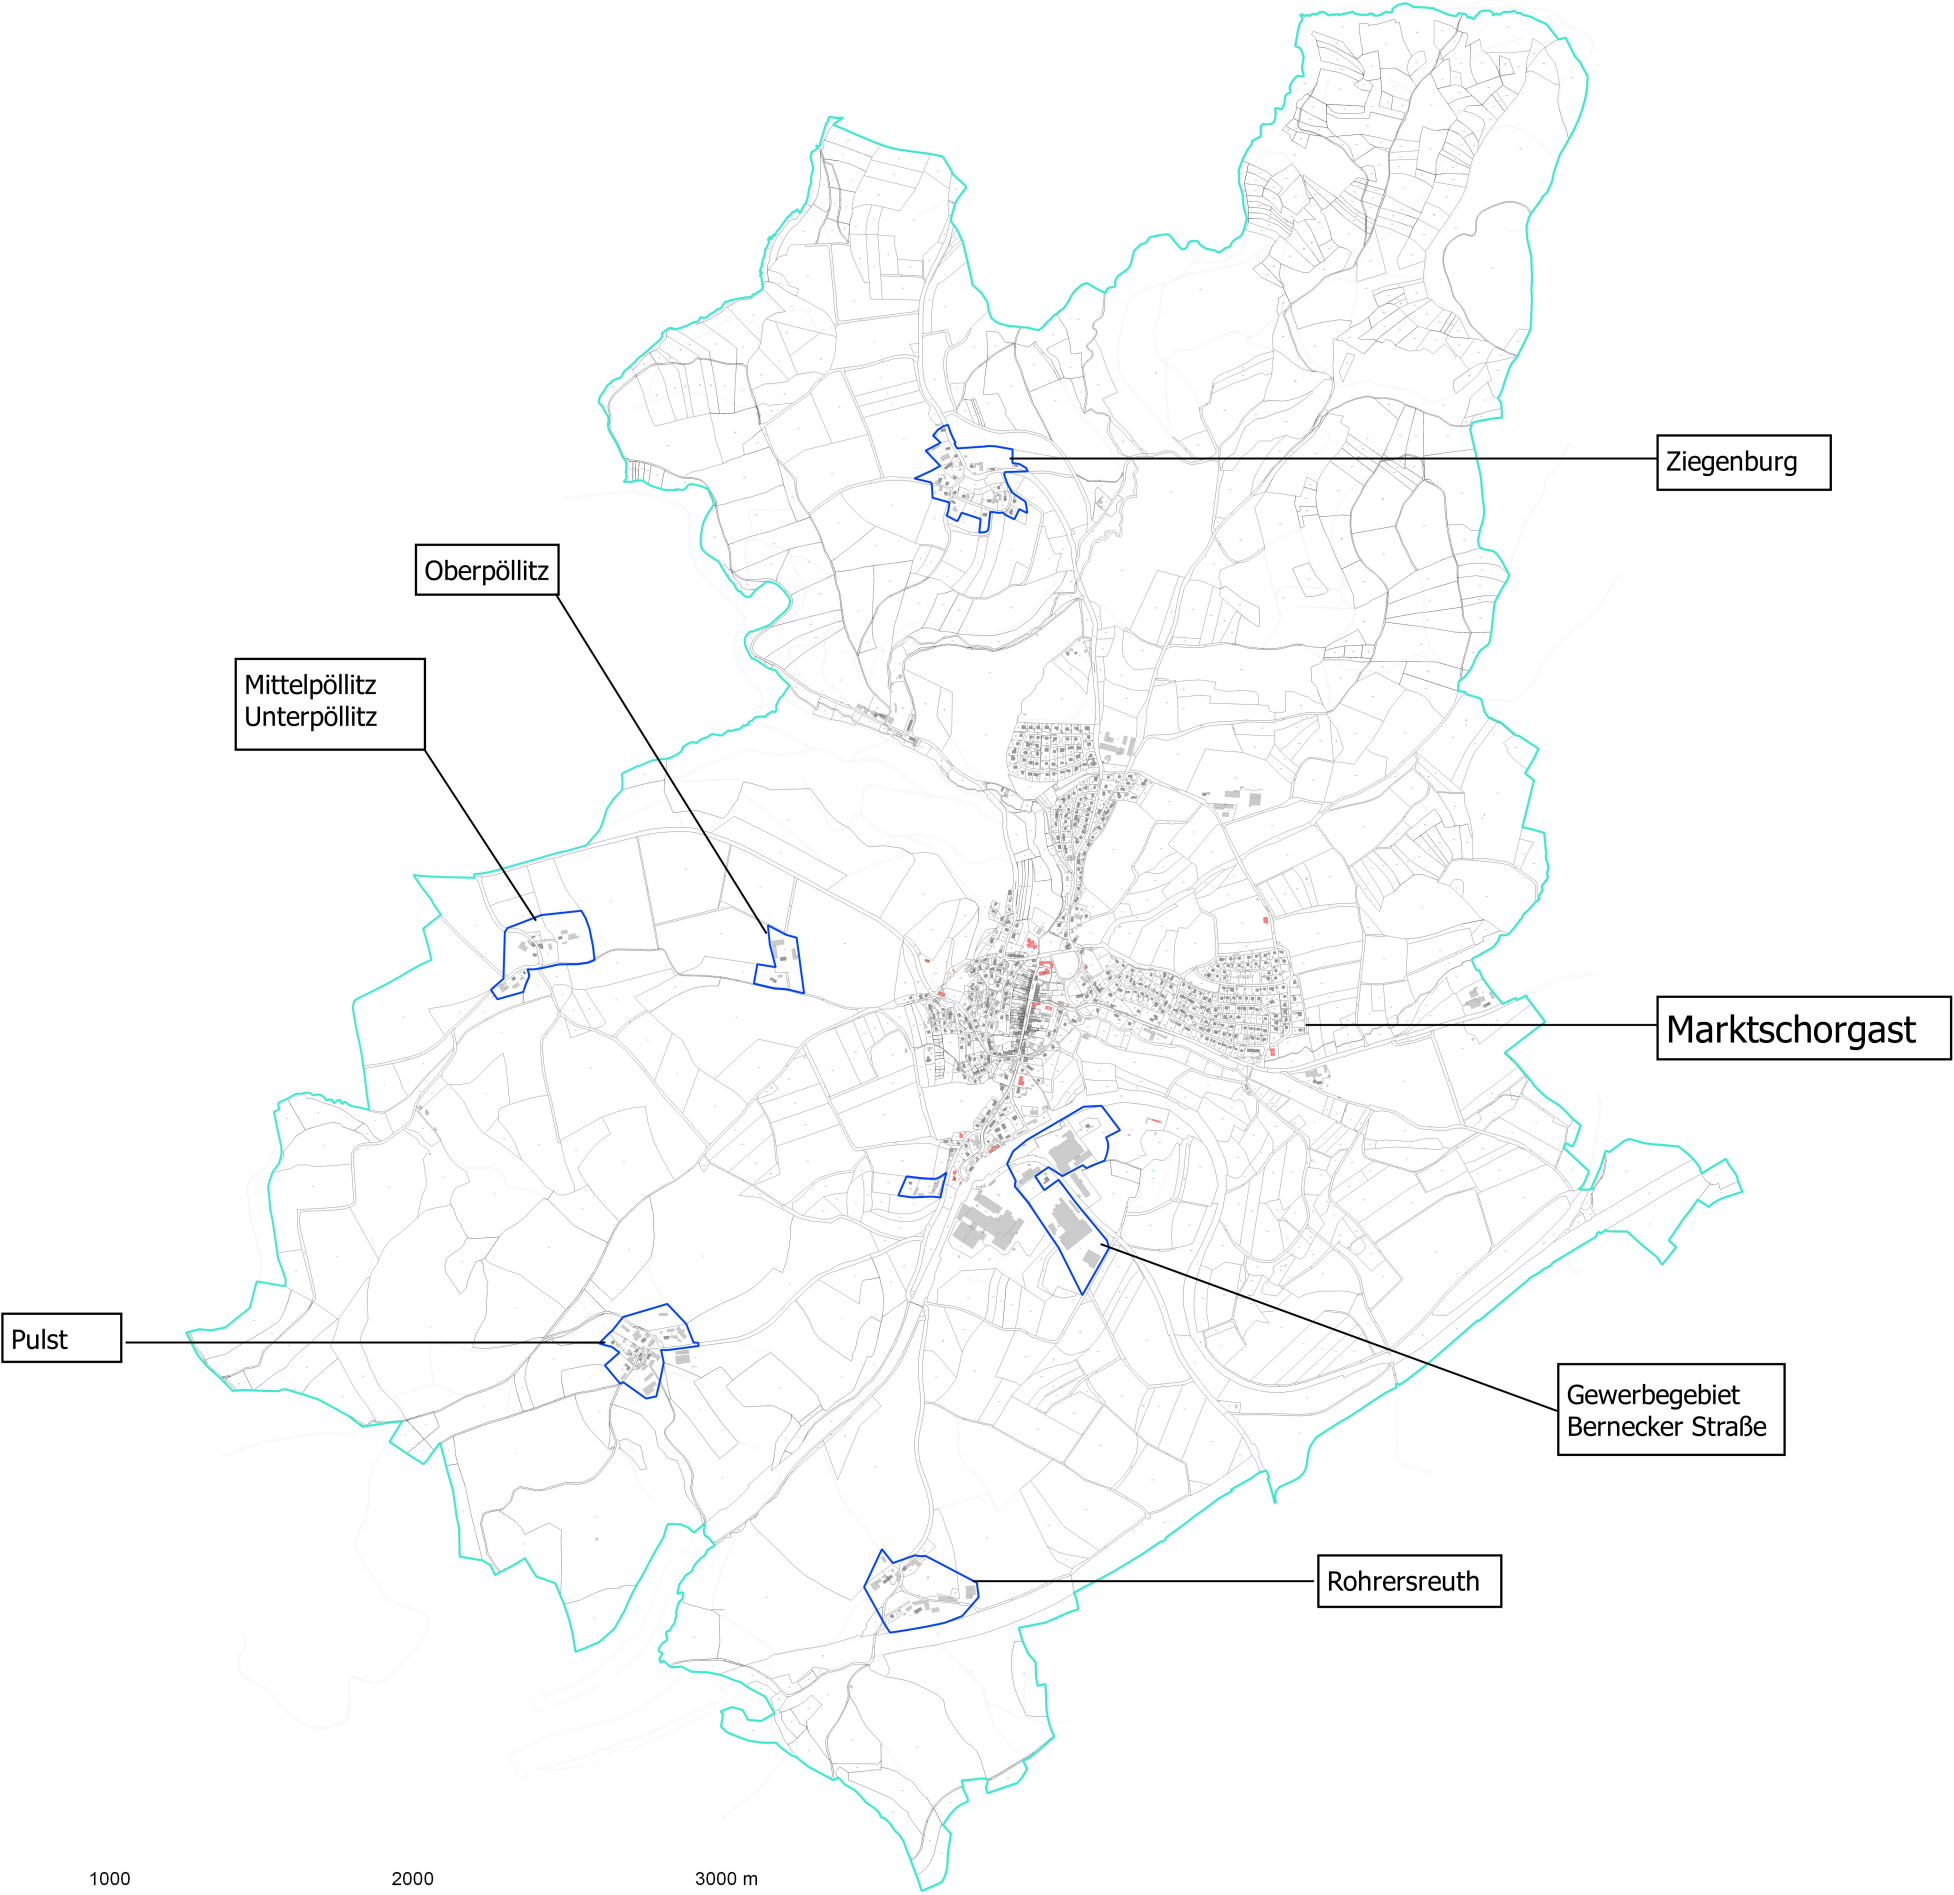 Ziegenburg
Oberpöllitz
Mittelpöllitz
Unterpöllitz
Marktschorgast
Pulst
Gewerbegebiet
Bernecker Straße
Rohrersreuth
1000
2000
3000 m